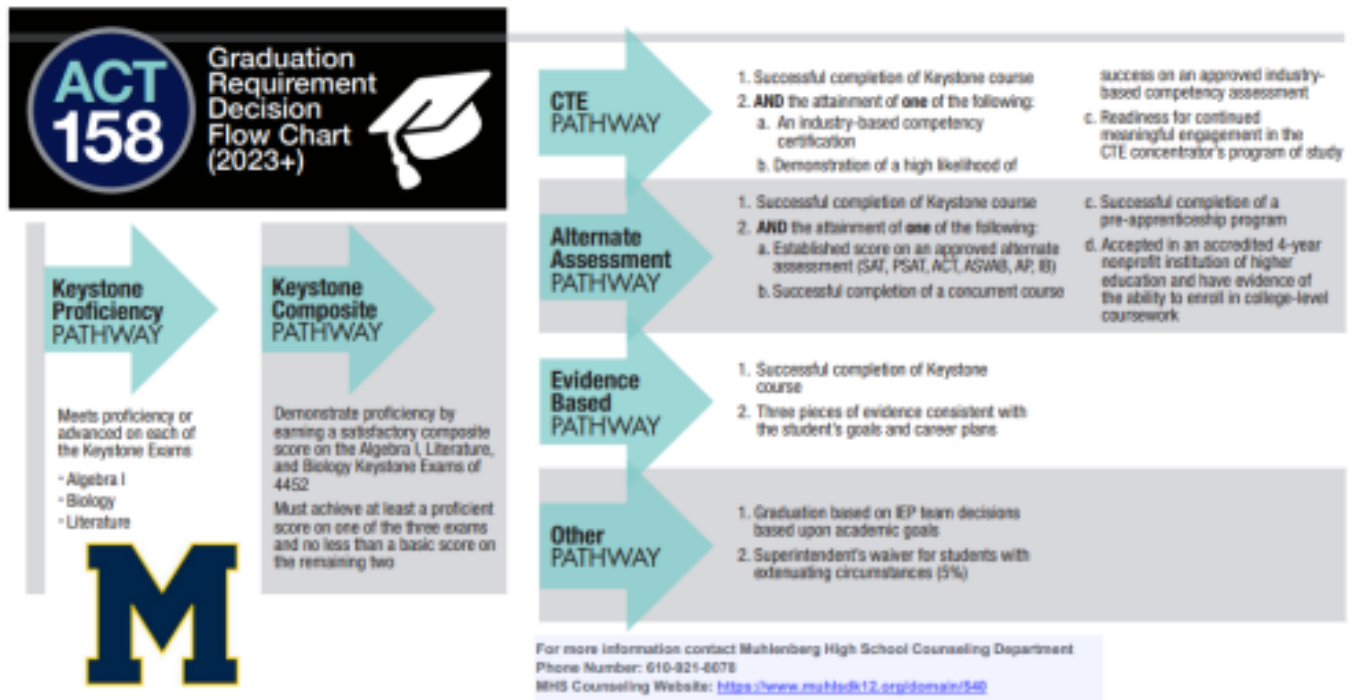 ACT
158
Graduation
Requirement
Decision
Flow Chart
(2023+)
Keystone
Proficiency
PATHWAY
Meets proficiency or
advanced on each of
the Keystone Exams
- Algebra I
- Biology
- Literature
M
Keystone
Composite
PATHWAY
Demonstrate proficiency by
earning a satisfactory composite
score on the Algebra I, Literature,
and Biology Keystone Exams of
4452
Must achieve at least a proficient
score on one of the three exams
and no less than a basic score on
the remaining two
CTE
PATHWAY
1. Successful completion of Keystone course
2. AND the attainment of one of the following:
a. An industry-based competency
certification
b. Demonstration of a high likelihood of
success on an approved industry-
based competency assessment
c. Readiness for continued
meaningful engagement in the
CTE concentrator's program of study
Alternate
Assessment
PATHWAY
1. Successful completion of Keystone course
2. AND the attainment of one of the following:
a. Established score on an approved alternate
assessment (SAT, PSAT, ACT, ASVAB, AP, IB)
b. Successful completion of a concurrent course
c. Successful completion of a
pre-apprenticeship program
d. Accepted in an accredited 4-year
nonprofit institution of higher
education and have evidence of
the ability to enroll in college-level
coursework
Evidence
Based
PATHWAY
1. Successful completion of Keystone
course
2. Three pieces of evidence consistent with
the student's goals and career plans
Other
PATHWAY
1. Graduation based on IEP team decisions
based upon academic goals
2. Superintendent's waiver for students with
extenuating circumstances (5%)
For more information contact Muhlenberg High School Counseling Department
Phone Number: 610-921-8078
MHS Counseling Website: https://www.muhlsdk12.org/domain/540